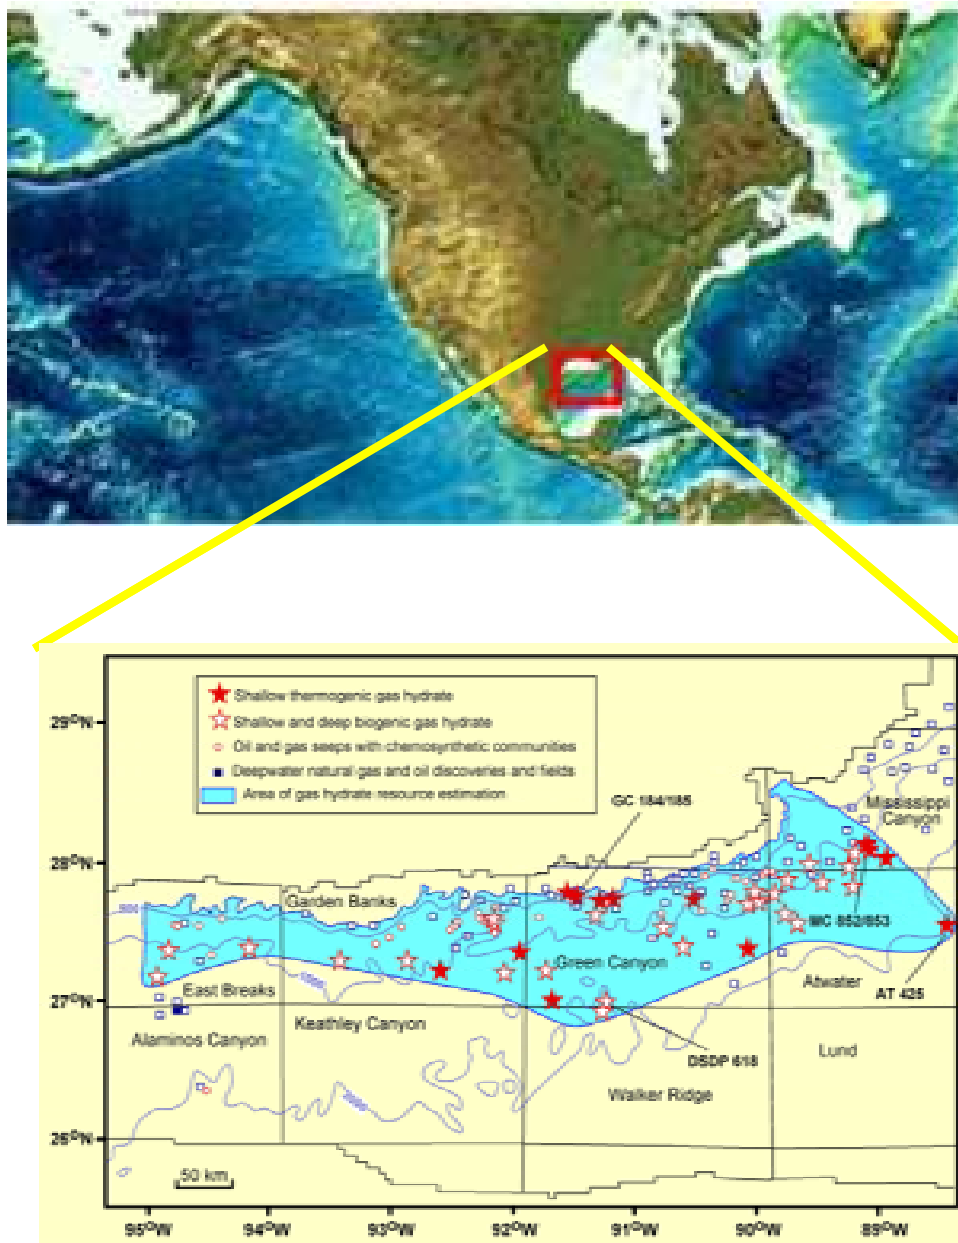 Shallow thermogenic gas hydrate
Shallow and deep biogenic gas hydrate
Oil and gas seeps with chemosynthetic communities
Deepwater natural gas and oil discoveries and fields
Area of gas hydrate resource estimation
29°N
GC 184/185
Mississippi
Canyon
28°N
Garden Banks
MC 852/853
Green Canyon
Atwater
East Breaks
AT 425
27°N
Keathley Canyon
Alaminos Canyon
DSDP 618
Lund
Walker Ridge
26°N
50 km
95°W 94°W 93°W 92°W 91°W 90°W 89°W